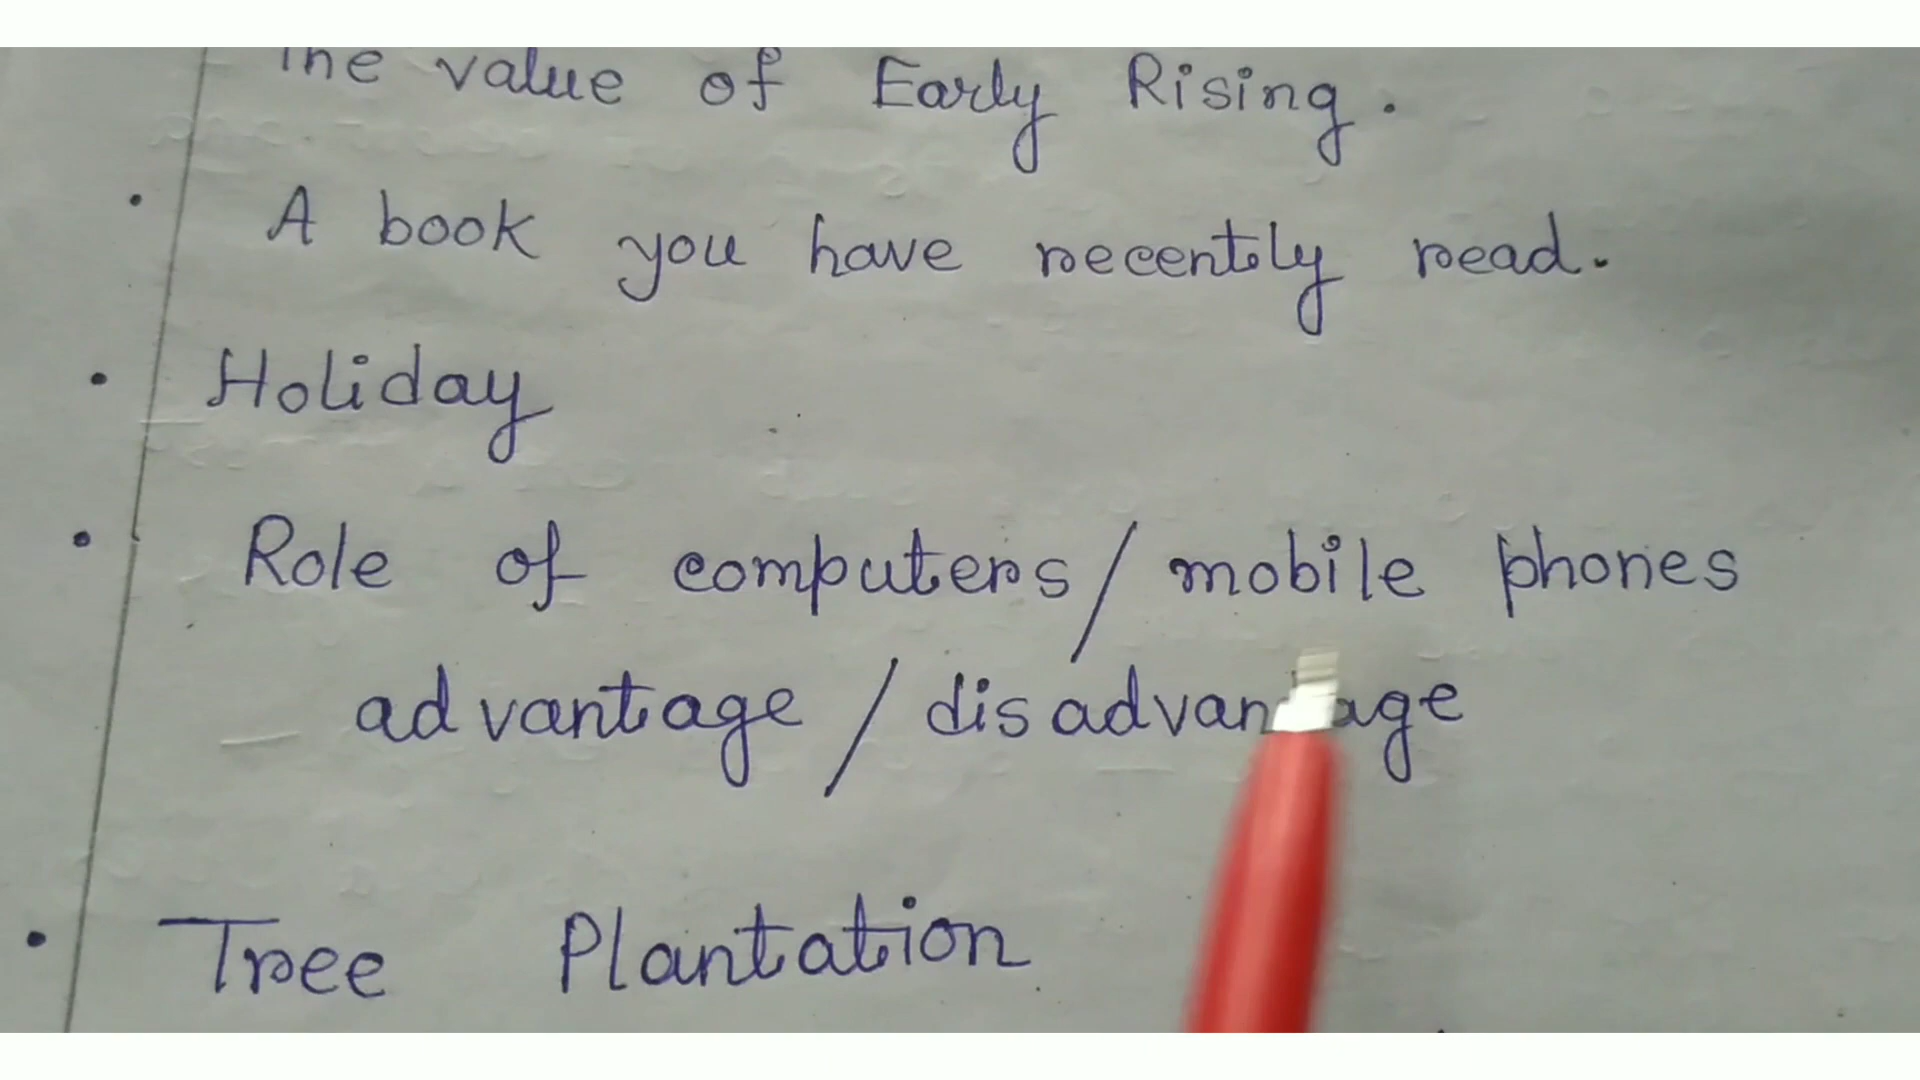 The value of Early Rising.
• A book you have recently read.
• Holiday
• Role of computers / mobile phones
advantage / disadvantage
• Tree Plantation